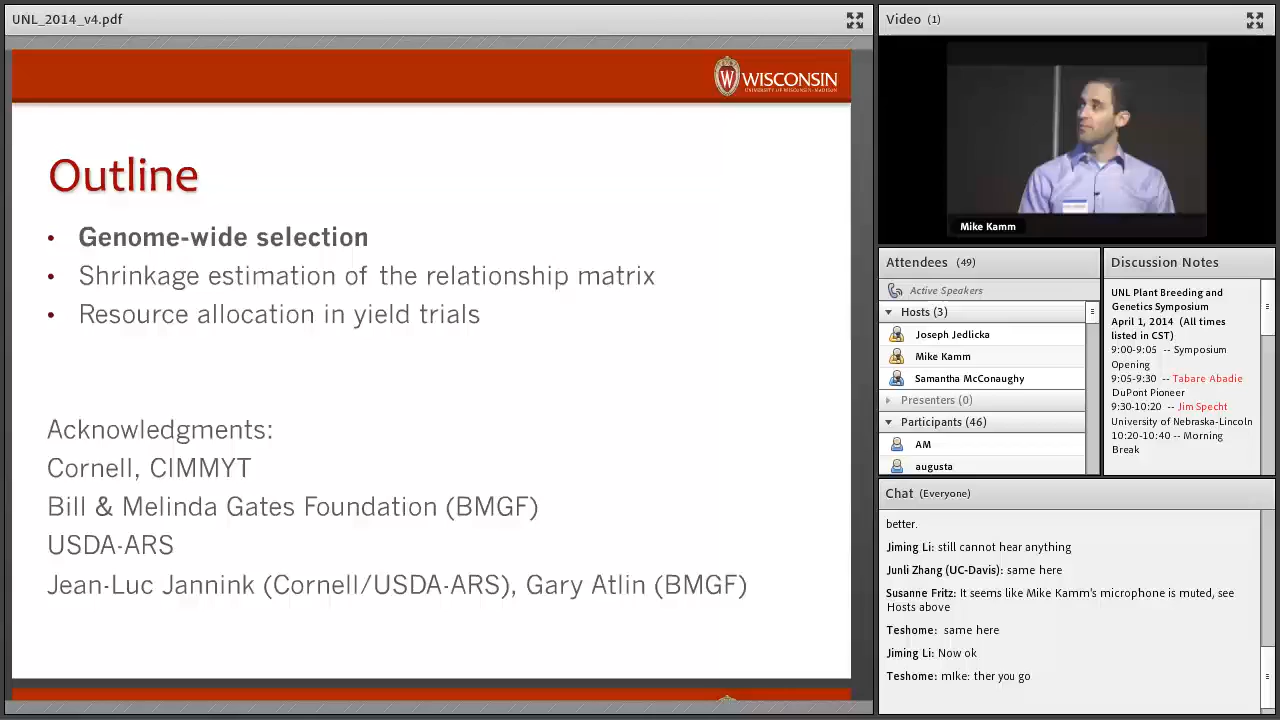 UNL_2014_v4.pdf
WISCONSIN
UNIVERSITY OF WISCONSIN-MADISON
Outline
• Genome-wide selection
• Shrinkage estimation of the relationship matrix
• Resource allocation in yield trials
Acknowledgments:
Cornell, CIMMYT
Bill & Melinda Gates Foundation (BMGF)
USDA-ARS
Jean-Luc Jannink (Cornell/USDA-ARS), Gary Atlin (BMGF)
Video (1)
Mike Kamm
Attendees (49)
Active Speakers
Hosts (3)
Joseph Jedlicka
Mike Kamm
Samantha McConaughy
Presenters (0)
Participants (46)
AM
augusta
Discussion Notes
UNL Plant Breeding and
Genetics Symposium
April 1, 2014 (All times
listed in CST)
9:00-9:05 -- Symposium
Opening
9:05-9:30 -- Tabare Abadie
DuPont Pioneer
9:30-10:20 -- Jim Specht
University of Nebraska-Lincoln
10:20-10:40 -- Morning
Break
Chat (Everyone)
better.
Jiming Li: still cannot hear anything
Junli Zhang (UC-Davis): same here
Susanne Fritz: It seems like Mike Kamm's microphone is muted, see
Hosts above
Teshome: same here
Jiming Li: Now ok
Teshome: mIke: ther you go